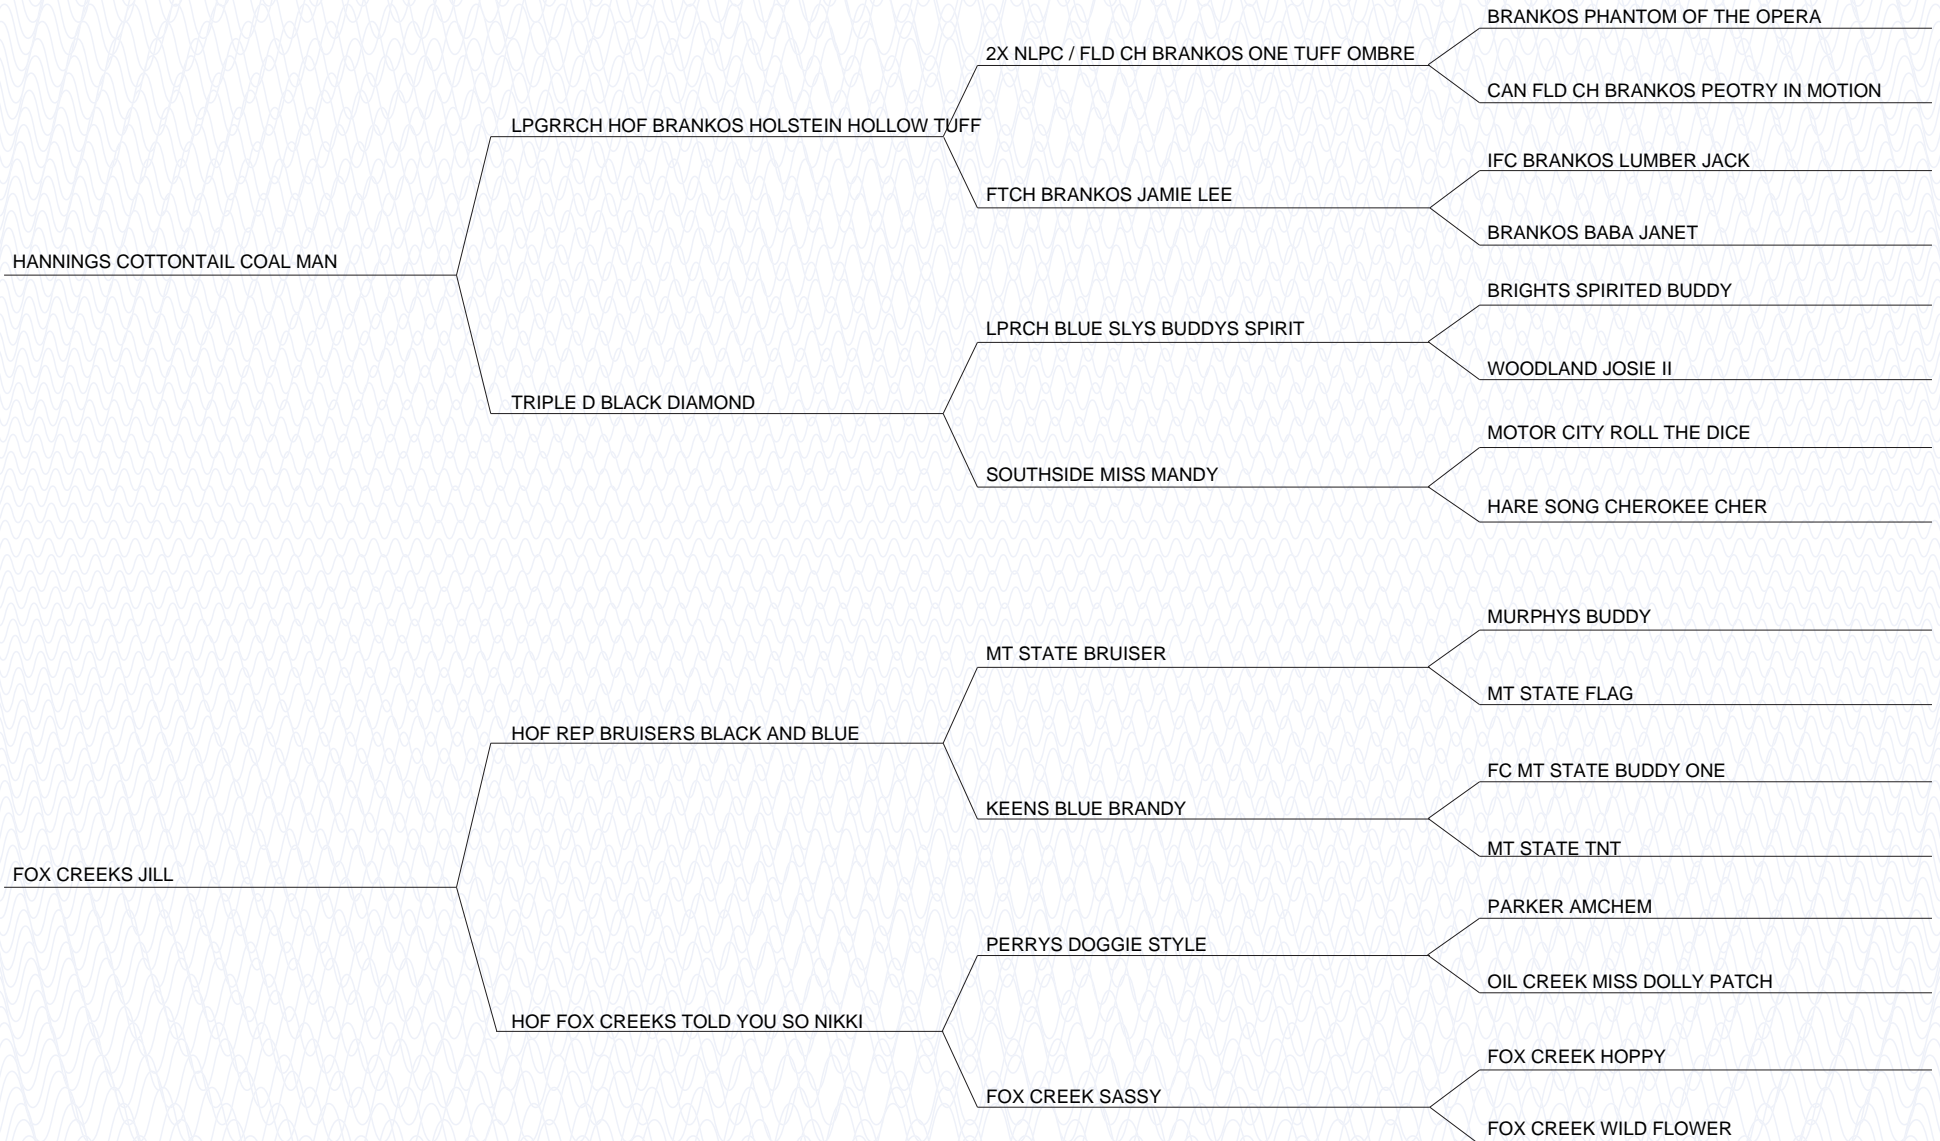 BRANKOS PHANTOM OF THE OPERA
2X NLPC / FLD CH BRANKOS ONE TUFF OMBRE
CAN FLD CH BRANKOS PEOTRY IN MOTION
LPGRRCH HOF BRANKOS HOLSTEIN HOLLOW TUFF
IFC BRANKOS LUMBER JACK
FTCH BRANKOS JAMIE LEE
BRANKOS BABA JANET
HANNINGS COTTONTAIL COAL MAN
BRIGHTS SPIRITED BUDDY
LPRCH BLUE SLYS BUDDYS SPIRIT
WOODLAND JOSIE II
TRIPLE D BLACK DIAMOND
MOTOR CITY ROLL THE DICE
SOUTHSIDE MISS MANDY
HARE SONG CHEROKEE CHER
MURPHYS BUDDY
MT STATE BRUISER
MT STATE FLAG
HOF REP BRUISERS BLACK AND BLUE
FC MT STATE BUDDY ONE
KEENS BLUE BRANDY
MT STATE TNT
FOX CREEKS JILL
PARKER AMCHEM
PERRYS DOGGIE STYLE
OIL CREEK MISS DOLLY PATCH
HOF FOX CREEKS TOLD YOU SO NIKKI
FOX CREEK HOPPY
FOX CREEK SASSY
FOX CREEK WILD FLOWER